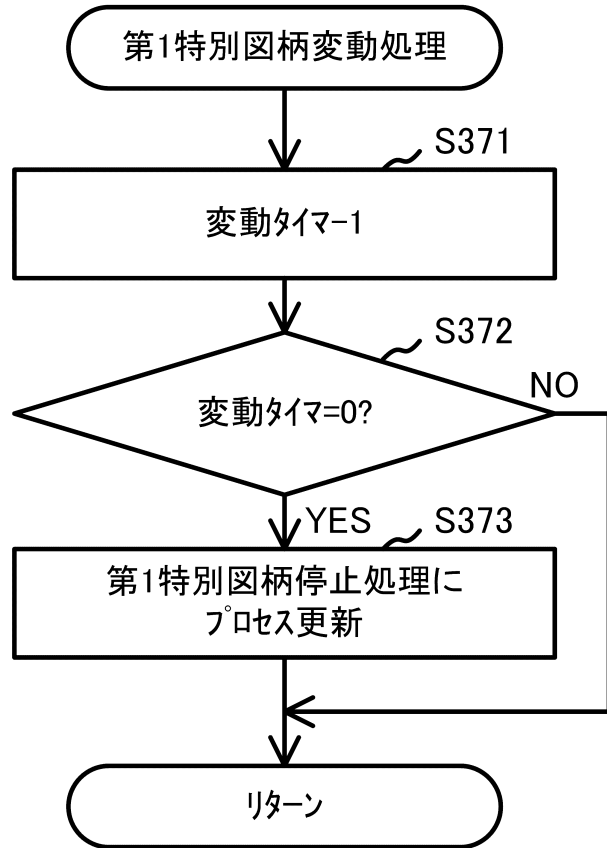 第1特別図柄変動処理
S371
変動ﾀｲﾏ-1
S372
変動ﾀｲﾏ=0?
NO
YES
S373
第1特別図柄停止処理に
ﾌﾟﾛｾｽ更新
ﾘﾀｰﾝ